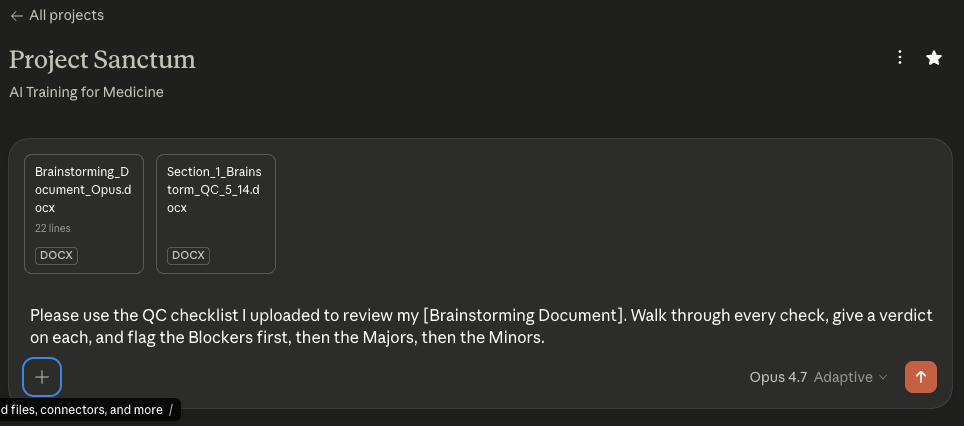 ← All projects
Project Sanctum
AI Training for Medicine
Brainstorming_D
ocument_Opus.d
ocx
22 lines
DOCX
Section_1_Brains
torm_QC_5_14.d
ocx
DOCX
Please use the QC checklist I uploaded to review my [Brainstorming Document]. Walk through every check, give a verdict
on each, and flag the Blockers first, then the Majors, then the Minors.
Opus 4.7 Adaptive
d files, connectors, and more /